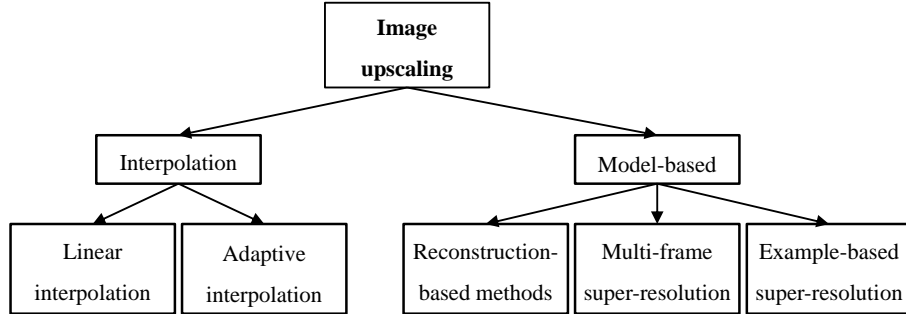 Image
upscaling
Interpolation
Model-based
Linear
interpolation
Adaptive
interpolation
Reconstruction-
based methods
Multi-frame
super-resolution
Example-based
super-resolution